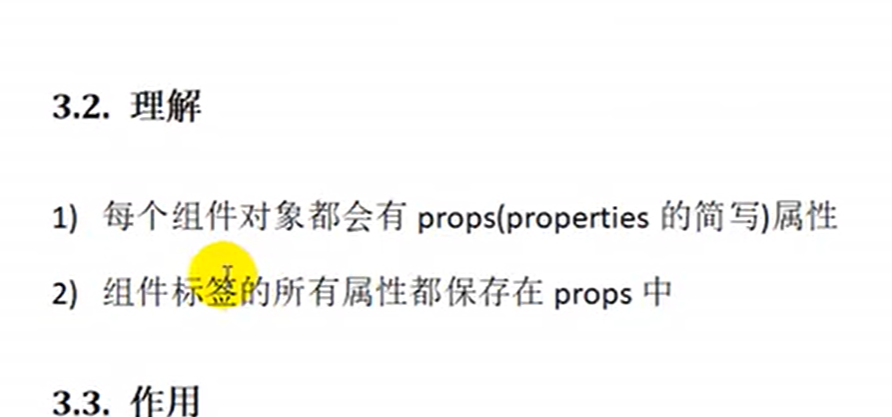 3.2. 理解
1) 每个组件对象都会有 props(properties 的简写)属性
2) 组件标签的所有属性都保存在 props 中
3.3. 作用